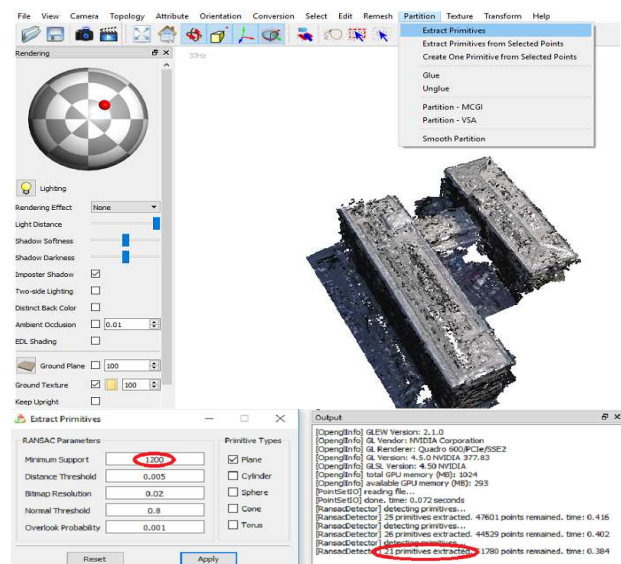 File View Camera Topology Attribute Orientation Conversion Select Edit Remesh Partition Texture Transform Help
Extract Primitives
Extract Primitives from Selected Points
Create One Primitive from Selected Points
Glue
Unglue
Partition - MCGI
Partition - VSA
Smooth Partition
Rendering
37Hz
Lighting
Rendering Effect None
Light Distance
Shadow Softness
Shadow Darkness
Imposter Shadow
Two-side Lighting
Distinct Back Color
Ambient Occlusion 0.01
EDL Shading
Ground Plane 100
Ground Texture 100
Keep Upright
Extract Primitives
RANSAC Parameters
Primitive Types
Minimum Support 1200
Plane
Distance Threshold 0.005
Cylinder
Bitmap Resolution 0.02
Sphere
Normal Threshold 0.8
Cone
Overlook Probability 0.001
Torus
Reset
Apply
Output
[OpenglInfo] GLEW Version: 2.1.0
[OpenglInfo] GL Vendor: NVIDIA Corporation
[OpenglInfo] GL Renderer: Quadro 600/PCIe/SSE2
[OpenglInfo] GL Version: 4.5.0 NVIDIA 377.83
[OpenglInfo] GLSL Version: 4.50 NVIDIA
[OpenglInfo] total GPU memory (MB): 1024
[OpenglInfo] available GPU memory (MB): 293
[PointSetIO] reading file...
[PointSetIO] done. time: 0.072 seconds
[RansacDetector] detecting primitives...
[RansacDetector] 25 primitives extracted. 47601 points remained. time: 0.416
[RansacDetector] detecting primitives...
[RansacDetector] 26 primitives extracted. 44529 points remained. time: 0.402
[RansacDetector] detecting primitives...
[RansacDetector] 21 primitives extracted. 1780 points remained. time: 0.384